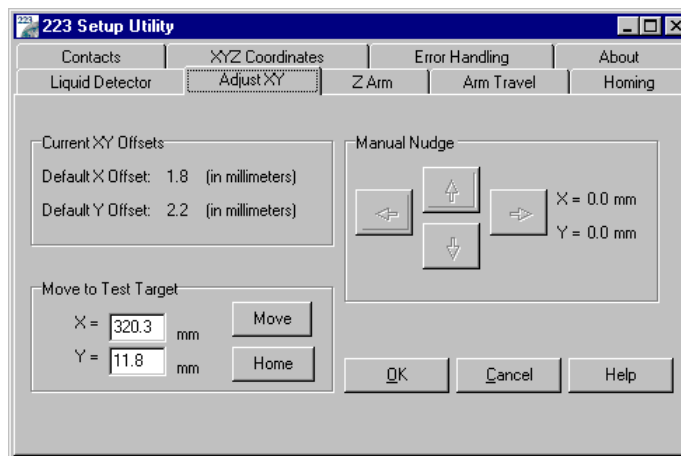 223 223 Setup Utility
Contacts XYZ Coordinates Error Handling About
Liquid Detector Adjust XY Z Arm Arm Travel Homing
Current XY Offsets
Default X Offset: 1.8 (in millimeters)
Default Y Offset: 2.2 (in millimeters)
Manual Nudge
X = 0.0 mm
Y = 0.0 mm
Move to Test Target
X = 320.3 mm Move
Y = 11.8 mm Home
OK Cancel Help